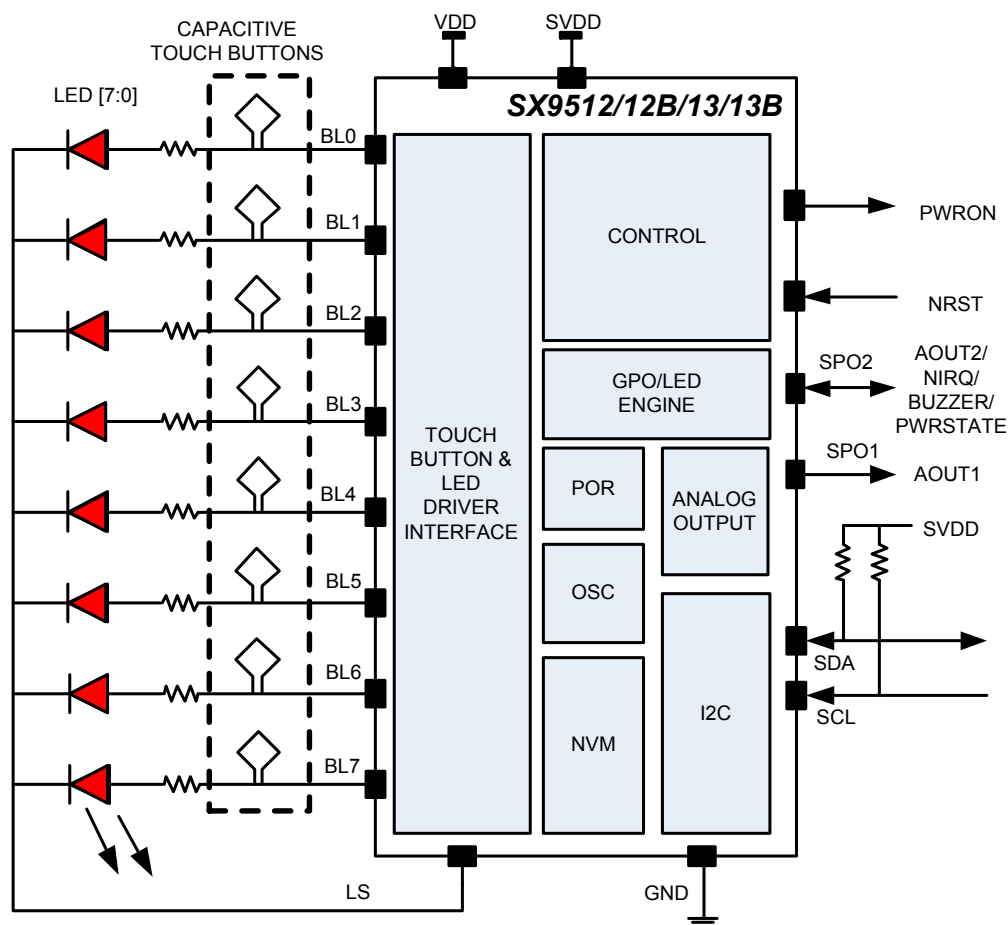 CAPACITIVE
TOUCH BUTTONS
VDD
SVDD
LED [7:0]
SX9512/12B/13/13B
BL0
BL1
BL2
BL3
BL4
BL5
BL6
BL7
TOUCH
BUTTON &
LED
DRIVER
INTERFACE
CONTROL
GPO/LED
ENGINE
POR
ANALOG
OUTPUT
OSC
NVM
I2C
PWRON
NRST
SPO2
AOUT2/
NIRQ/
BUZZER/
PWRSTATE
SPO1
AOUT1
SVDD
SDA
SCL
LS
GND